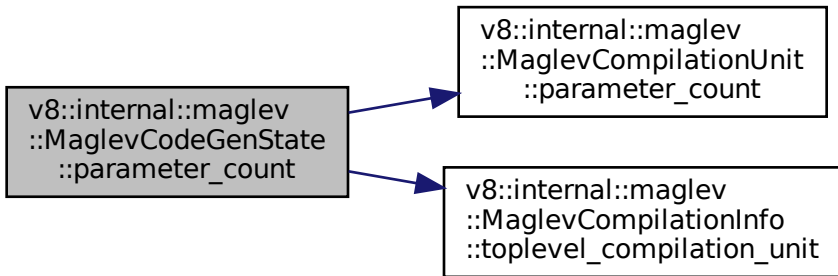 v8::internal::maglev
::MaglevCodeGenState
::parameter_count
v8::internal::maglev
::MaglevCompilationUnit
::parameter_count
v8::internal::maglev
::MaglevCompilationInfo
::toplevel_compilation_unit